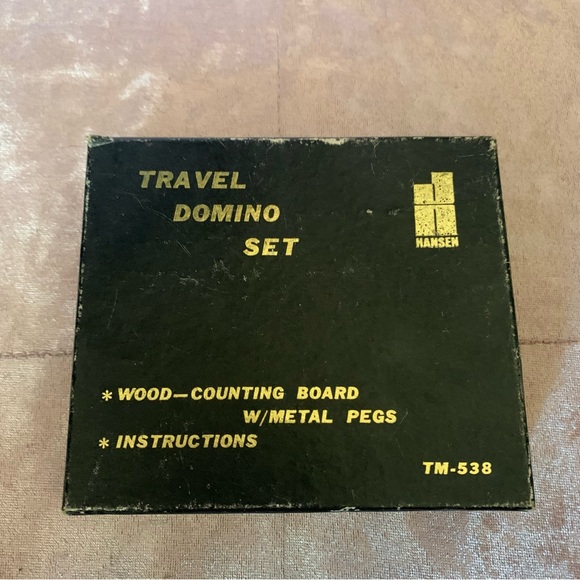 TRAVEL
DOMINO
SET
HANSEN
* WOOD—COUNTING BOARD
W/METAL PEGS
* INSTRUCTIONS
TM-538